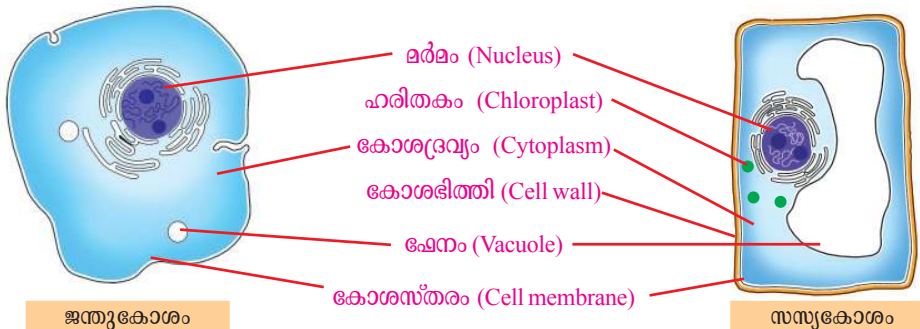 മർമം (Nucleus)
ഹരിതകം (Chloroplast)
കോശദ്രവ്യം (Cytoplasm)
കോശഭിത്തി (Cell wall)
ഫേനം (Vacuole)
കോശസ്തരം (Cell membrane)
ജന്തുകോശം
സസ്യകോശം